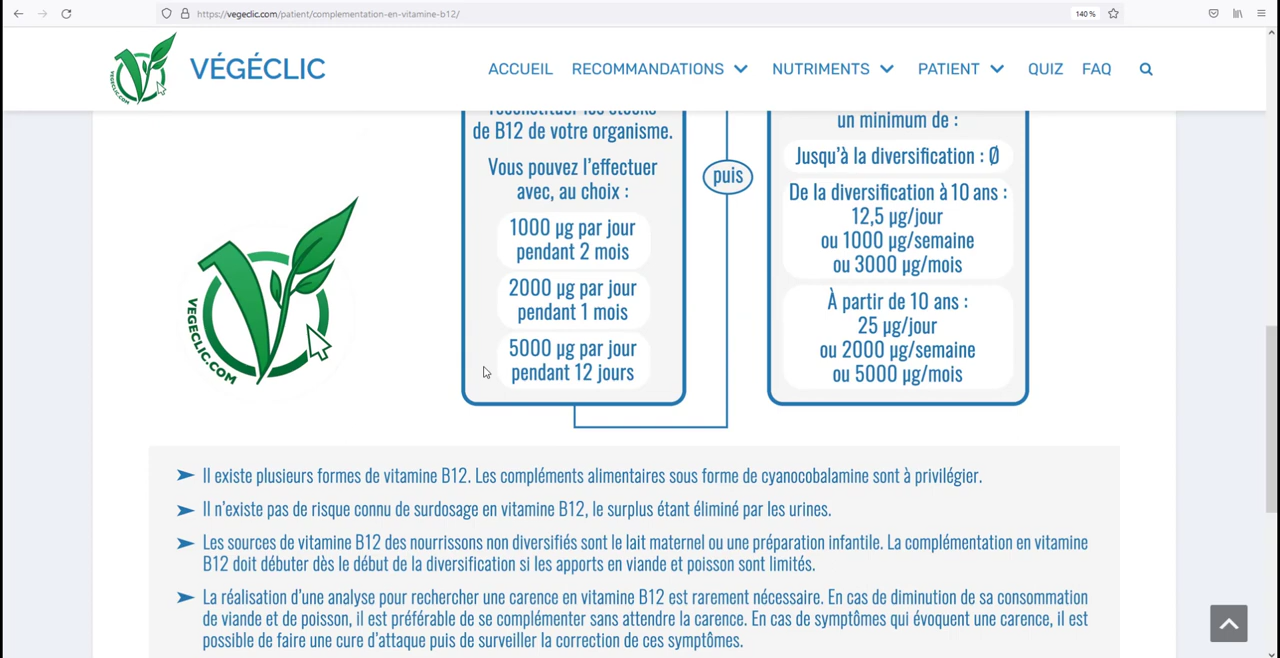 https://vegeclic.com/patient/complementation-en-vitamine-b12/
140 %
VEGECLIC.COM
VÉGÉCLIC
ACCUEIL RECOMMANDATIONS NUTRIMENTS PATIENT QUIZ FAQ
VEGECLIC.COM
de B12 de votre organisme.
Vous pouvez l'effectuer
avec, au choix :
1000 µg par jour
pendant 2 mois
2000 µg par jour
pendant 1 mois
5000 µg par jour
pendant 12 jours
puis
un minimum de :
Jusqu'à la diversification : Ø
De la diversification à 10 ans :
12,5 µg/jour
ou 1000 µg/semaine
ou 3000 µg/mois
À partir de 10 ans :
25 µg/jour
ou 2000 µg/semaine
ou 5000 µg/mois
Il existe plusieurs formes de vitamine B12. Les compléments alimentaires sous forme de cyanocobalamine sont à privilégier.
Il n'existe pas de risque connu de surdosage en vitamine B12, le surplus étant éliminé par les urines.
Les sources de vitamine B12 des nourrissons non diversifiés sont le lait maternel ou une préparation infantile. La complémentation en vitamine
B12 doit débuter dès le début de la diversification si les apports en viande et poisson sont limités.
La réalisation d'une analyse pour rechercher une carence en vitamine B12 est rarement nécessaire. En cas de diminution de sa consommation
de viande et de poisson, il est préférable de se complémenter sans attendre la carence. En cas de symptômes qui évoquent une carence, il est
possible de faire une cure d'attaque puis de surveiller la correction de ces symptômes.